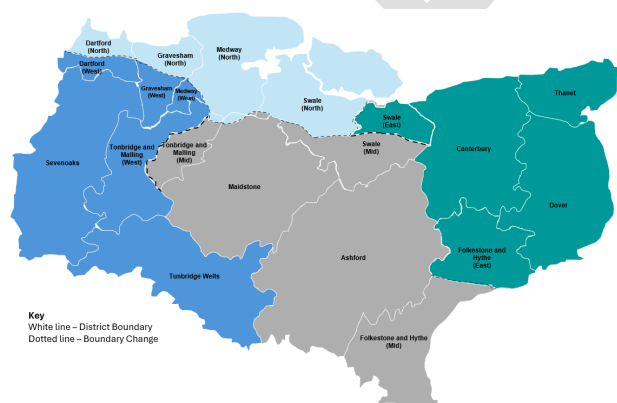 Dartford
(North)
Medway
(North)
Gravesham
(North)
Dartford
(West)
Gravesham
(West)
Medway
(West)
Thanet
Swale
(North)
Swale
(East)
Tonbridge and
Malling
(West)
Tonbridge and
Malling
(Mid)
Swale
(Mid)
Canterbury
Sevenoaks
Maidstone
Dover
Ashford
Folkestone and
Hythe
(East)
Tunbridge Wells
Key
White line – District Boundary
Dotted line – Boundary Change
Folkestone and Hythe
(Mid)